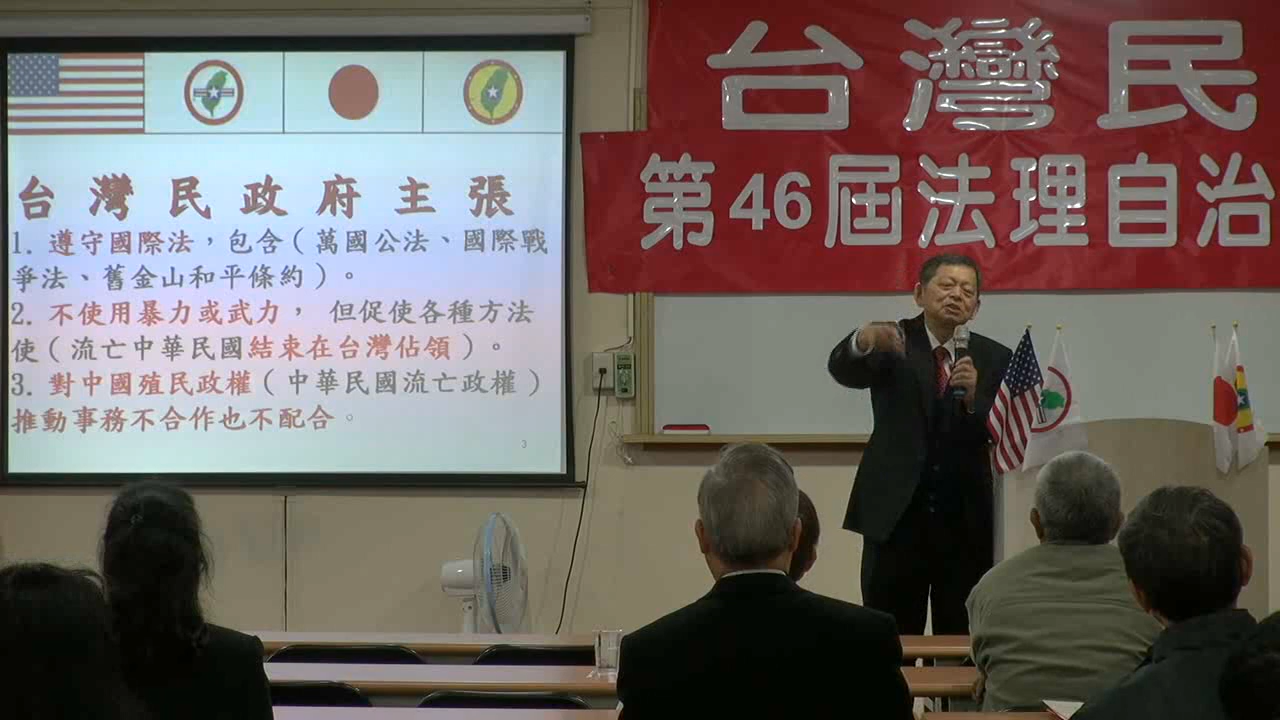 台灣民政府主張
1. 遵守國際法，包含（萬國公法、國際戰
爭法、舊金山和平條約）。
2. 不使用暴力或武力， 但促使各種方法
使（流亡中華民國結束在台灣佔領）。
3. 對中國殖民政權（中華民國流亡政權）
推動事務不合作也不配合。
3
台灣民
第46屆法理自治